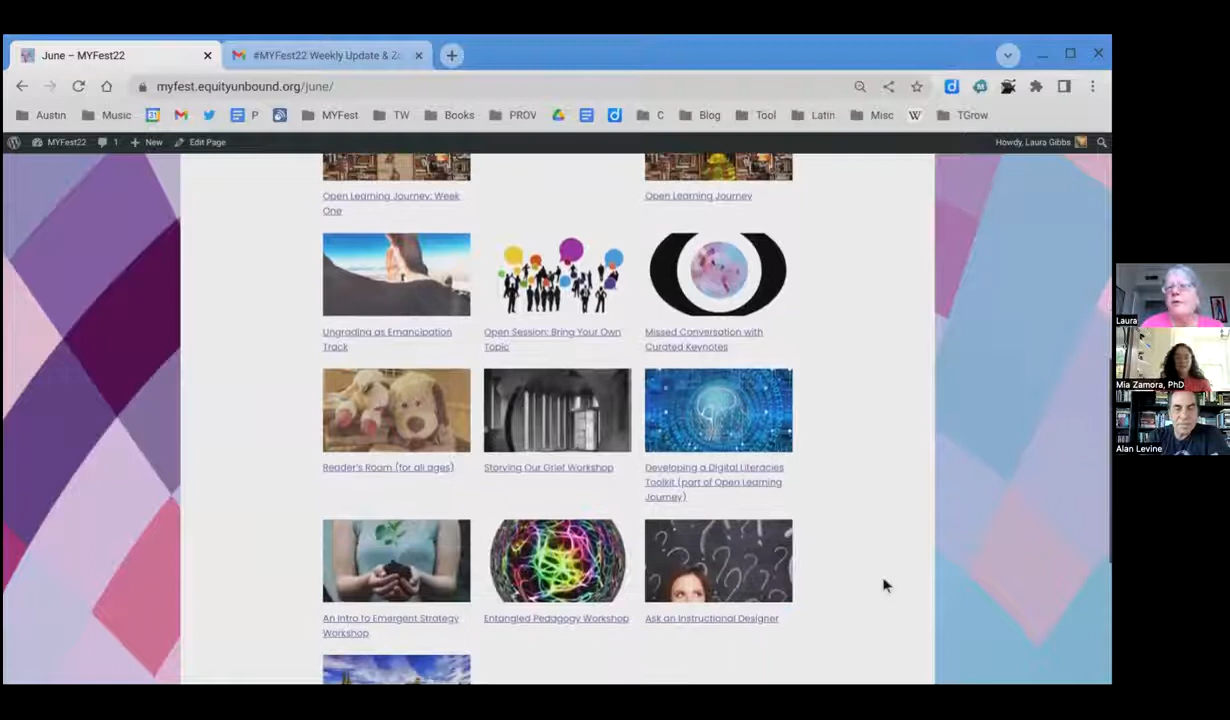 June – MYFest22
#MYFest22 Weekly Update & Zo
myfest.equityunbound.org/june/
Austin
Music
P
MYFest
TW
Books
PROV
C
Blog
Tool
Latin
Misc
W
TGrow
MYFest22
1
New
Edit Page
Howdy, Laura Gibbs
Open Learning Journey: Week
One
Open Learning Journey
Ungrading as Emancipation
Track
Open Session: Bring Your Own
Topic
Missed Conversation with
Curated Keynotes
Reader's Roam (for all ages)
Storying Our Grief Workshop
Developing a Digital Literacies
Toolkit (part of Open Learning
Journey)
An Intro to Emergent Strategy
Workshop
Entangled Pedagogy Workshop
Ask an Instructional Designer
Laura
Mia Zamora, PhD
Alan Levine